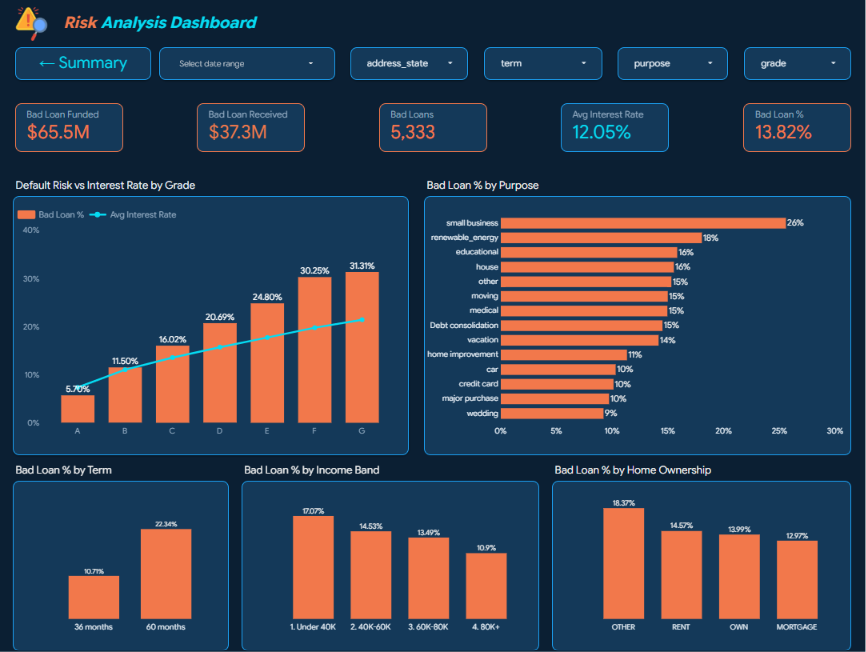 Risk Analysis Dashboard
← Summary
Select date range
address_state
term
purpose
grade
Bad Loan Funded
$65.5M
Bad Loan Received
$37.3M
Bad Loans
5,333
Avg Interest Rate
12.05%
Bad Loan %
13.82%
Default Risk vs Interest Rate by Grade
Bad Loan % Avg Interest Rate
40%
30%
20%
10%
0%
5.70%
11.50%
16.02%
20.69%
24.80%
30.25%
31.31%
A B C D E F G
Bad Loan % by Purpose
small business 26%
renewable_energy 18%
educational 16%
house 16%
other 15%
moving 15%
medical 15%
Debt consolidation 15%
vacation 14%
home improvement 11%
car 10%
credit card 10%
major purchase 10%
wedding 9%
0% 5% 10% 15% 20% 25% 30%
Bad Loan % by Term
10.71%
22.34%
36 months 60 months
Bad Loan % by Income Band
17.07%
14.53%
13.49%
10.9%
1. Under 40K 2. 40K-60K 3. 60K-80K 4. 80K+
Bad Loan % by Home Ownership
18.37%
14.57%
13.99%
12.97%
OTHER RENT OWN MORTGAGE